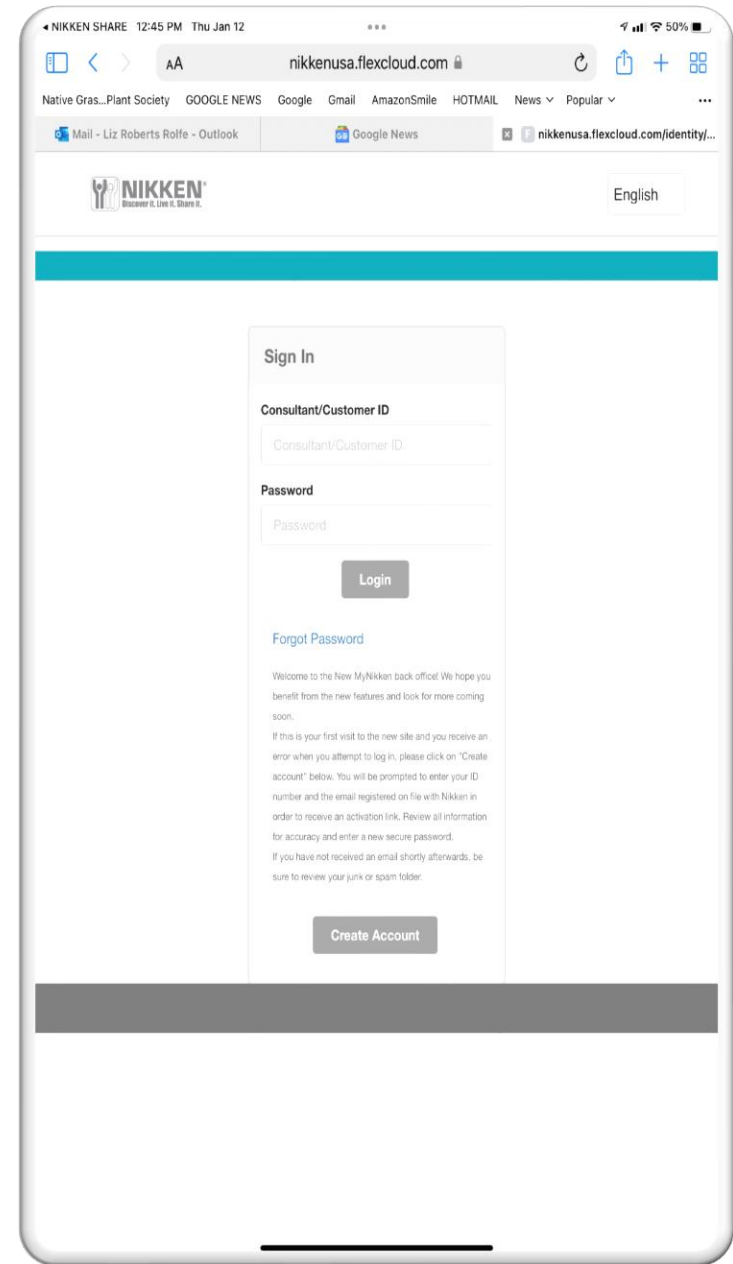 ◂ NIKKEN SHARE 12:45 PM Thu Jan 12 50%
AA nikkenusa.flexcloud.com
Native Gras...Plant Society GOOGLE NEWS Google Gmail AmazonSmile HOTMAIL News Popular ...
Mail - Liz Roberts Rolfe - Outlook Google News nikkenusa.flexcloud.com/identity/...
NIKKEN® English
Discover it. Live it. Share it.
Sign In
Consultant/Customer ID
Consultant/Customer ID
Password
Password
Login
Forgot Password
Welcome to the New MyNikken back office! We hope you
benefit from the new features and look for more coming
soon.
If this is your first visit to the new site and you receive an
error when you attempt to log in, please click on "Create
account" below. You will be prompted to enter your ID
number and the email registered on file with Nikken in
order to receive an activation link. Review all information
for accuracy and enter a new secure password.
If you have not received an email shortly afterwards, be
sure to review your junk or spam folder.
Create Account